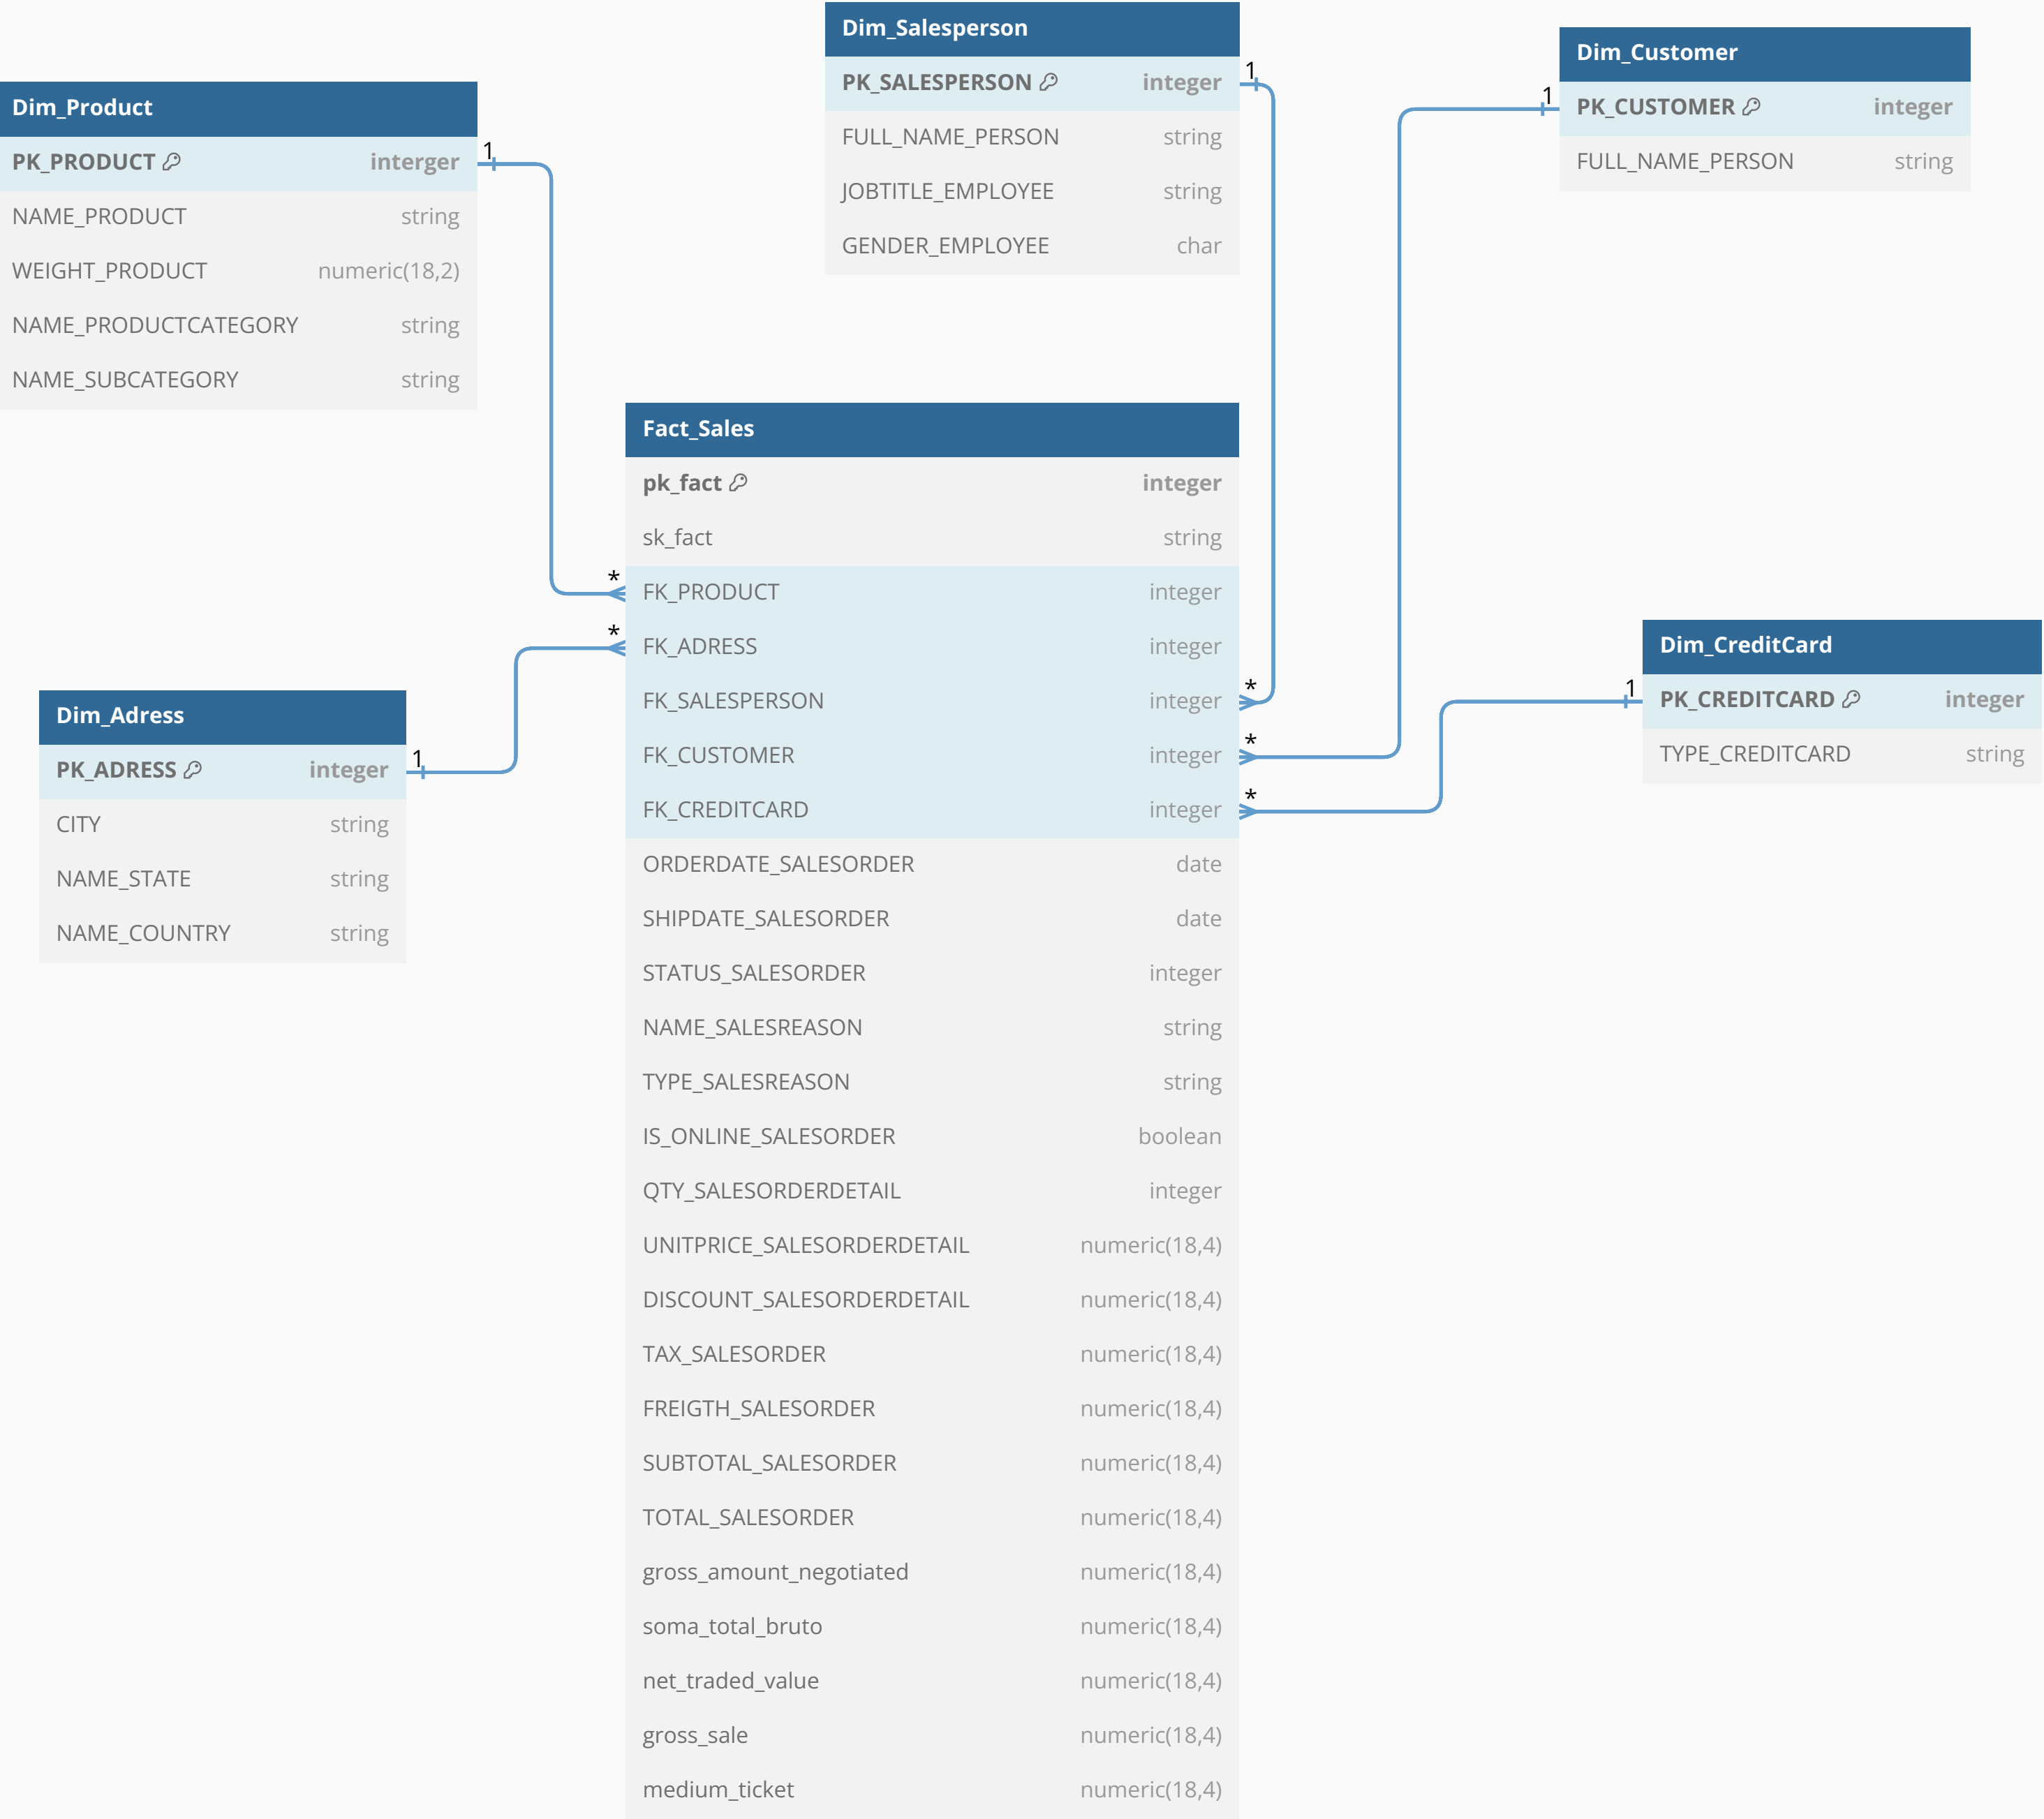 Dim_Product
PK_PRODUCT interger
NAME_PRODUCT string
WEIGHT_PRODUCT numeric(18,2)
NAME_PRODUCTCATEGORY string
NAME_SUBCATEGORY string
1
Dim_Salesperson
PK_SALESPERSON integer
FULL_NAME_PERSON string
JOBTITLE_EMPLOYEE string
GENDER_EMPLOYEE char
1
Dim_Customer
PK_CUSTOMER integer
FULL_NAME_PERSON string
1
Fact_Sales
pk_fact integer
sk_fact string
* FK_PRODUCT integer
* FK_ADRESS integer
FK_SALESPERSON integer *
FK_CUSTOMER integer *
FK_CREDITCARD integer *
ORDERDATE_SALESORDER date
SHIPDATE_SALESORDER date
STATUS_SALESORDER integer
NAME_SALESREASON string
TYPE_SALESREASON string
IS_ONLINE_SALESORDER boolean
QTY_SALESORDERDETAIL integer
UNITPRICE_SALESORDERDETAIL numeric(18,4)
DISCOUNT_SALESORDERDETAIL numeric(18,4)
TAX_SALESORDER numeric(18,4)
FREIGTH_SALESORDER numeric(18,4)
SUBTOTAL_SALESORDER numeric(18,4)
TOTAL_SALESORDER numeric(18,4)
gross_amount_negotiated numeric(18,4)
soma_total_bruto numeric(18,4)
net_traded_value numeric(18,4)
gross_sale numeric(18,4)
medium_ticket numeric(18,4)
Dim_Adress
PK_ADRESS integer
CITY string
NAME_STATE string
NAME_COUNTRY string
1
Dim_CreditCard
PK_CREDITCARD integer
TYPE_CREDITCARD string
1